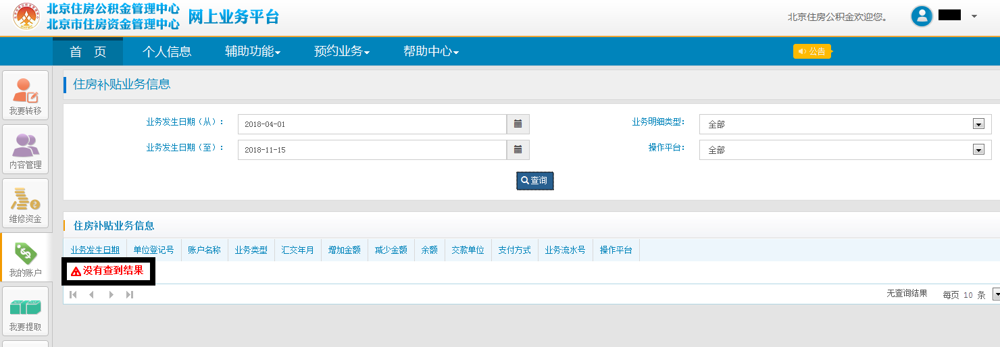 北京住房公积金管理中心
北京市住房资金管理中心
网上业务平台
北京住房公积金欢迎您。
首 页 个人信息 辅助功能 预约业务 帮助中心 公告
我要转移
内容管理
维修资金
我的账户
我要提取
住房补贴业务信息
业务发生日期（从）： 2018-04-01 业务明细类型： 全部
业务发生日期（至）： 2018-11-15 操作平台： 全部
查询
住房补贴业务信息
业务发生日期 单位登记号 账户名称 业务类型 汇交年月 增加金额 减少金额 余额 交款单位 支付方式 业务流水号 操作平台
没有查到结果
无查询结果 每页 10 条